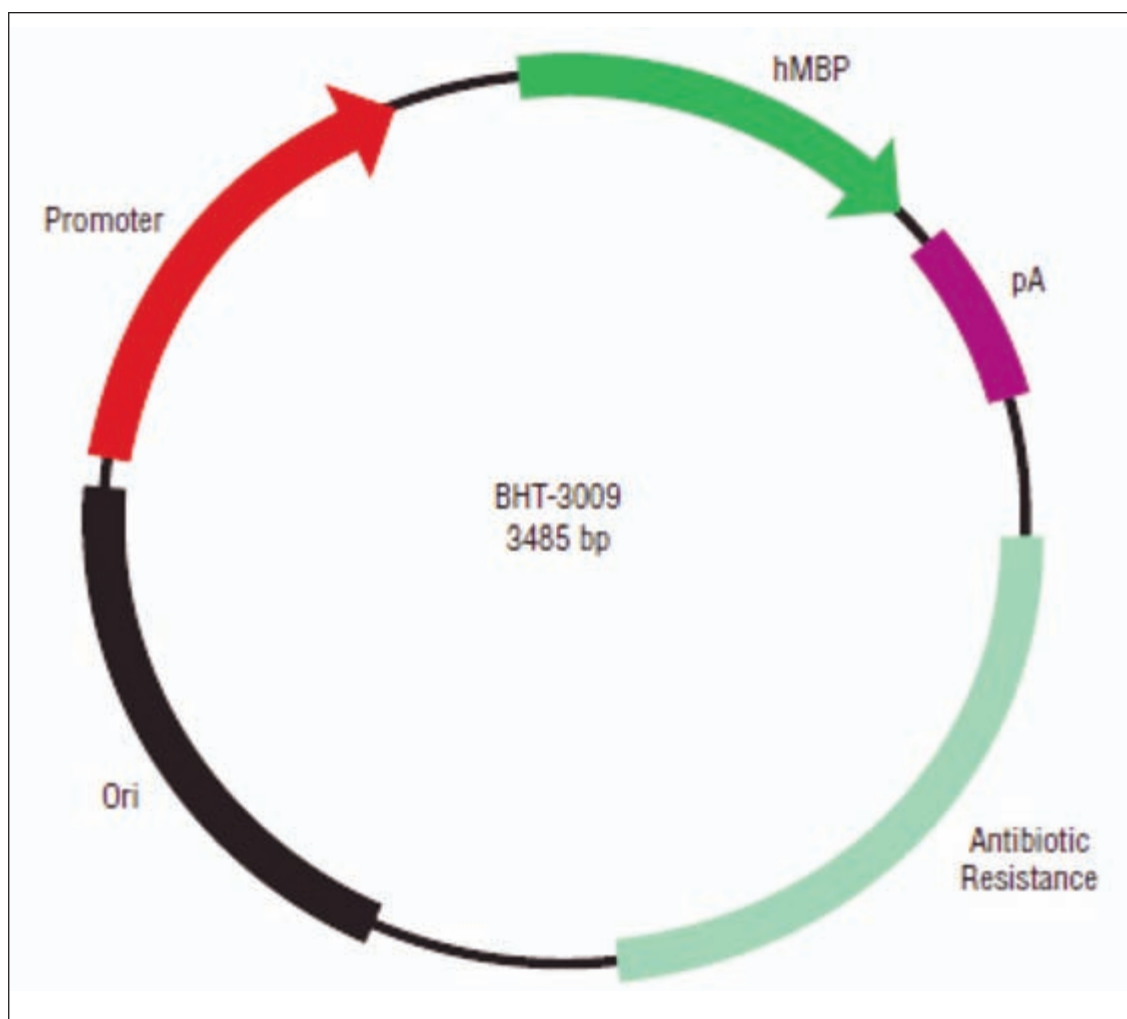 hMBP
Promoter
pA
BHT-3009
3485 bp
Ori
Antibiotic
Resistance